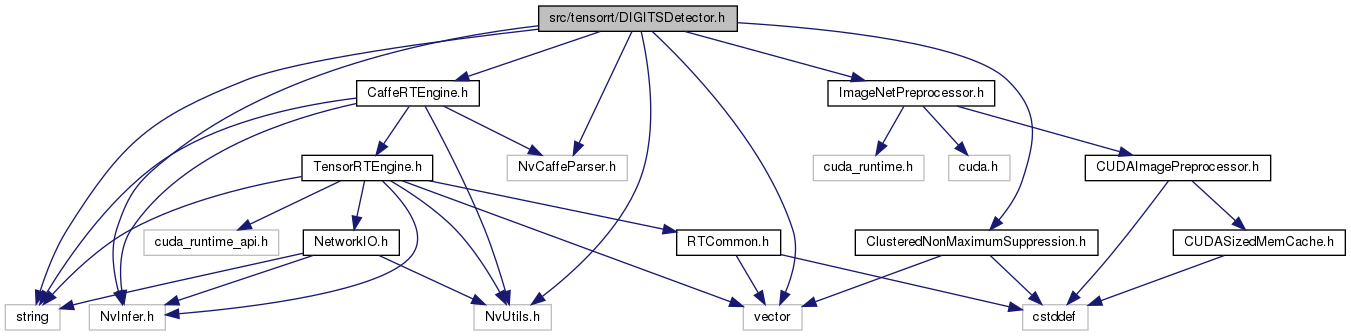 src/tensorrt/DIGITSDetector.h
CaffeRTEngine.h
ImageNetPreprocessor.h
TensorRTEngine.h
NvCaffeParser.h
cuda_runtime.h
cuda.h
CUDAImagePreprocessor.h
cuda_runtime_api.h
NetworkIO.h
RTCommon.h
ClusteredNonMaximumSuppression.h
CUDASizedMemCache.h
string
NvInfer.h
NvUtils.h
vector
cstddef